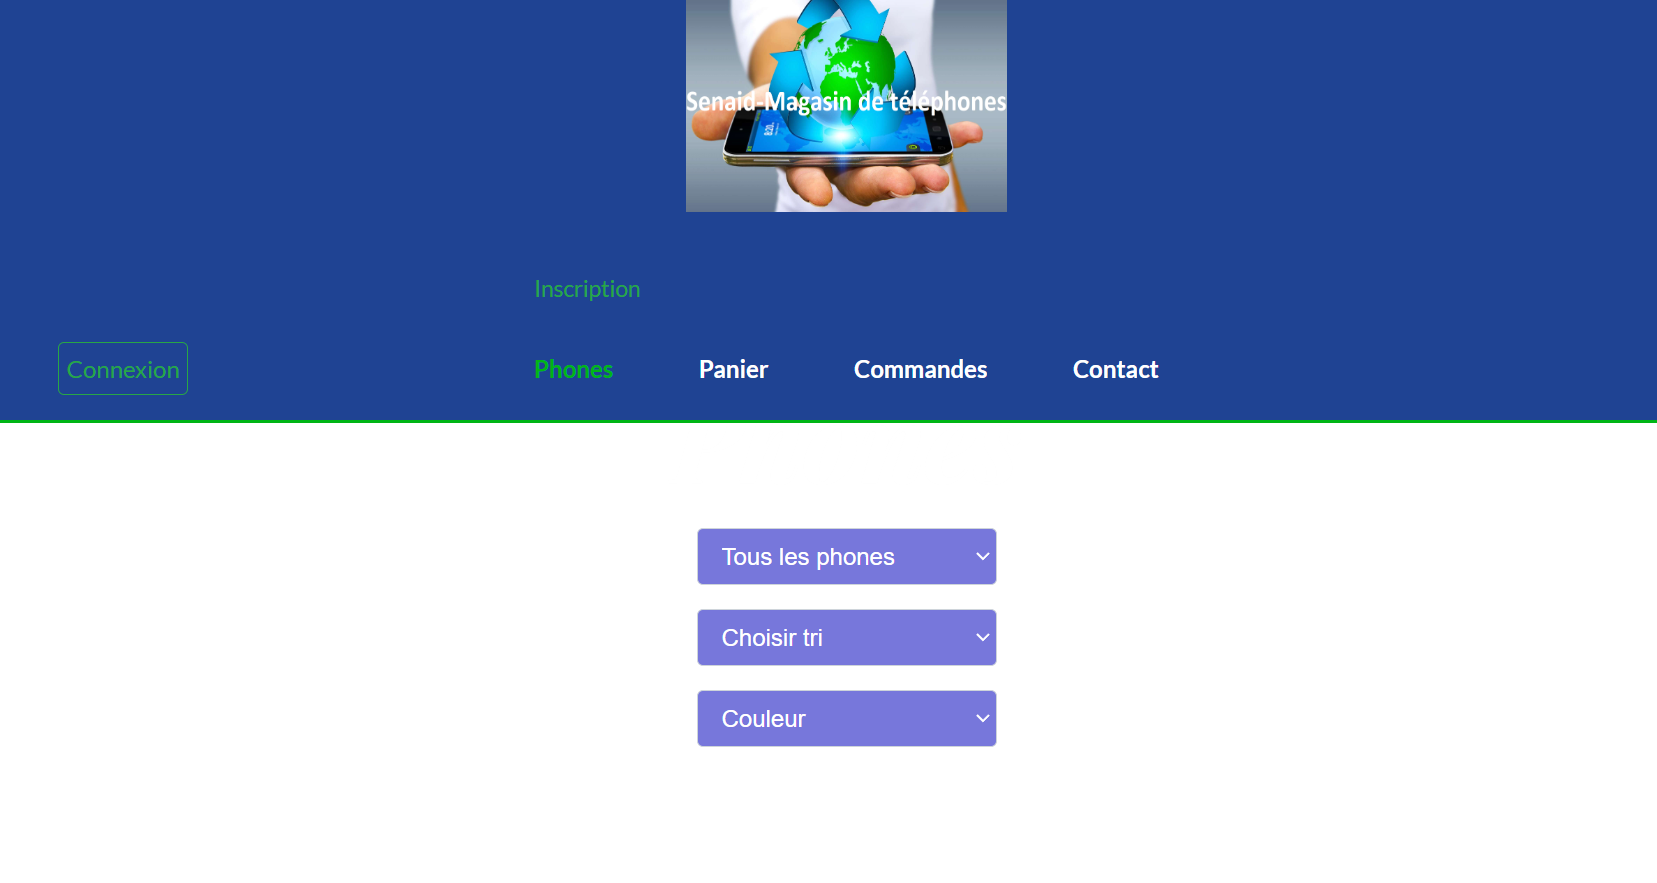 Senaid-Magasin de téléphones
Inscription
Connexion
Phones
Panier
Commandes
Contact
Tous les phones
Choisir tri
Couleur